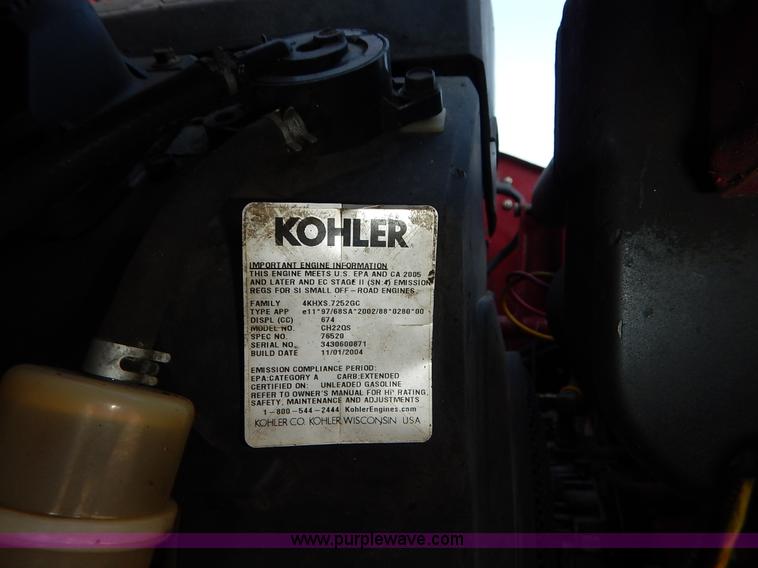 KOHLER
IMPORTANT ENGINE INFORMATION
THIS ENGINE MEETS U.S. EPA AND CA 2005
AND LATER AND EC STAGE II (SN:4) EMISSION
REGS FOR SI SMALL OFF-ROAD ENGINES.
FAMILY 4KHXS.7252GC
TYPE APP e11*97/68SA*2002/88*0280*00
DISPL (CC) 674
MODEL NO. CH22QS
SPEC NO. 76520
SERIAL NO. 3430600871
BUILD DATE 11/01/2004
EMISSION COMPLIANCE PERIOD:
EPA:CATEGORY A CARB:EXTENDED
CERTIFIED ON: UNLEADED GASOLINE
REFER TO OWNER'S MANUAL FOR HP RATING,
SAFETY, MAINTENANCE AND ADJUSTMENTS
1-800-544-2444 KohlerEngines.com
KOHLER CO. KOHLER, WISCONSIN USA
www.purplewave.com